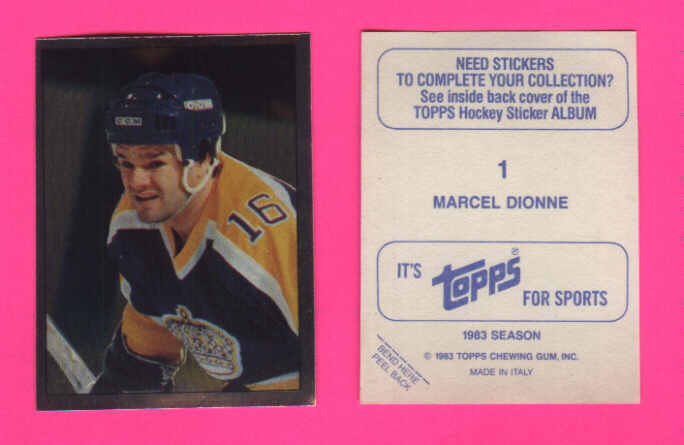 CCM
CCM
16
NEED STICKERS
TO COMPLETE YOUR COLLECTION?
See inside back cover of the
TOPPS Hockey Sticker ALBUM
1
MARCEL DIONNE
IT'S topps® FOR SPORTS
1983 SEASON
© 1983 TOPPS CHEWING GUM, INC.
MADE IN ITALY
BEND HERE
PEEL BACK